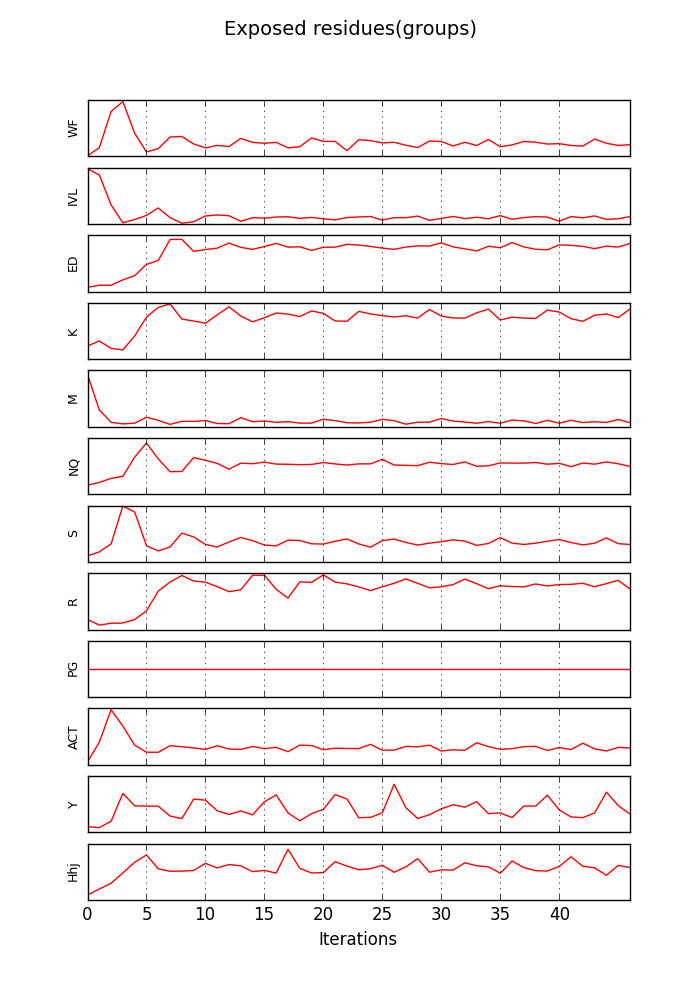 Exposed residues(groups)
WF
IVL
ED
K
M
NQ
S
R
PG
ACT
Y
Hhj
0 5 10 15 20 25 30 35 40
Iterations